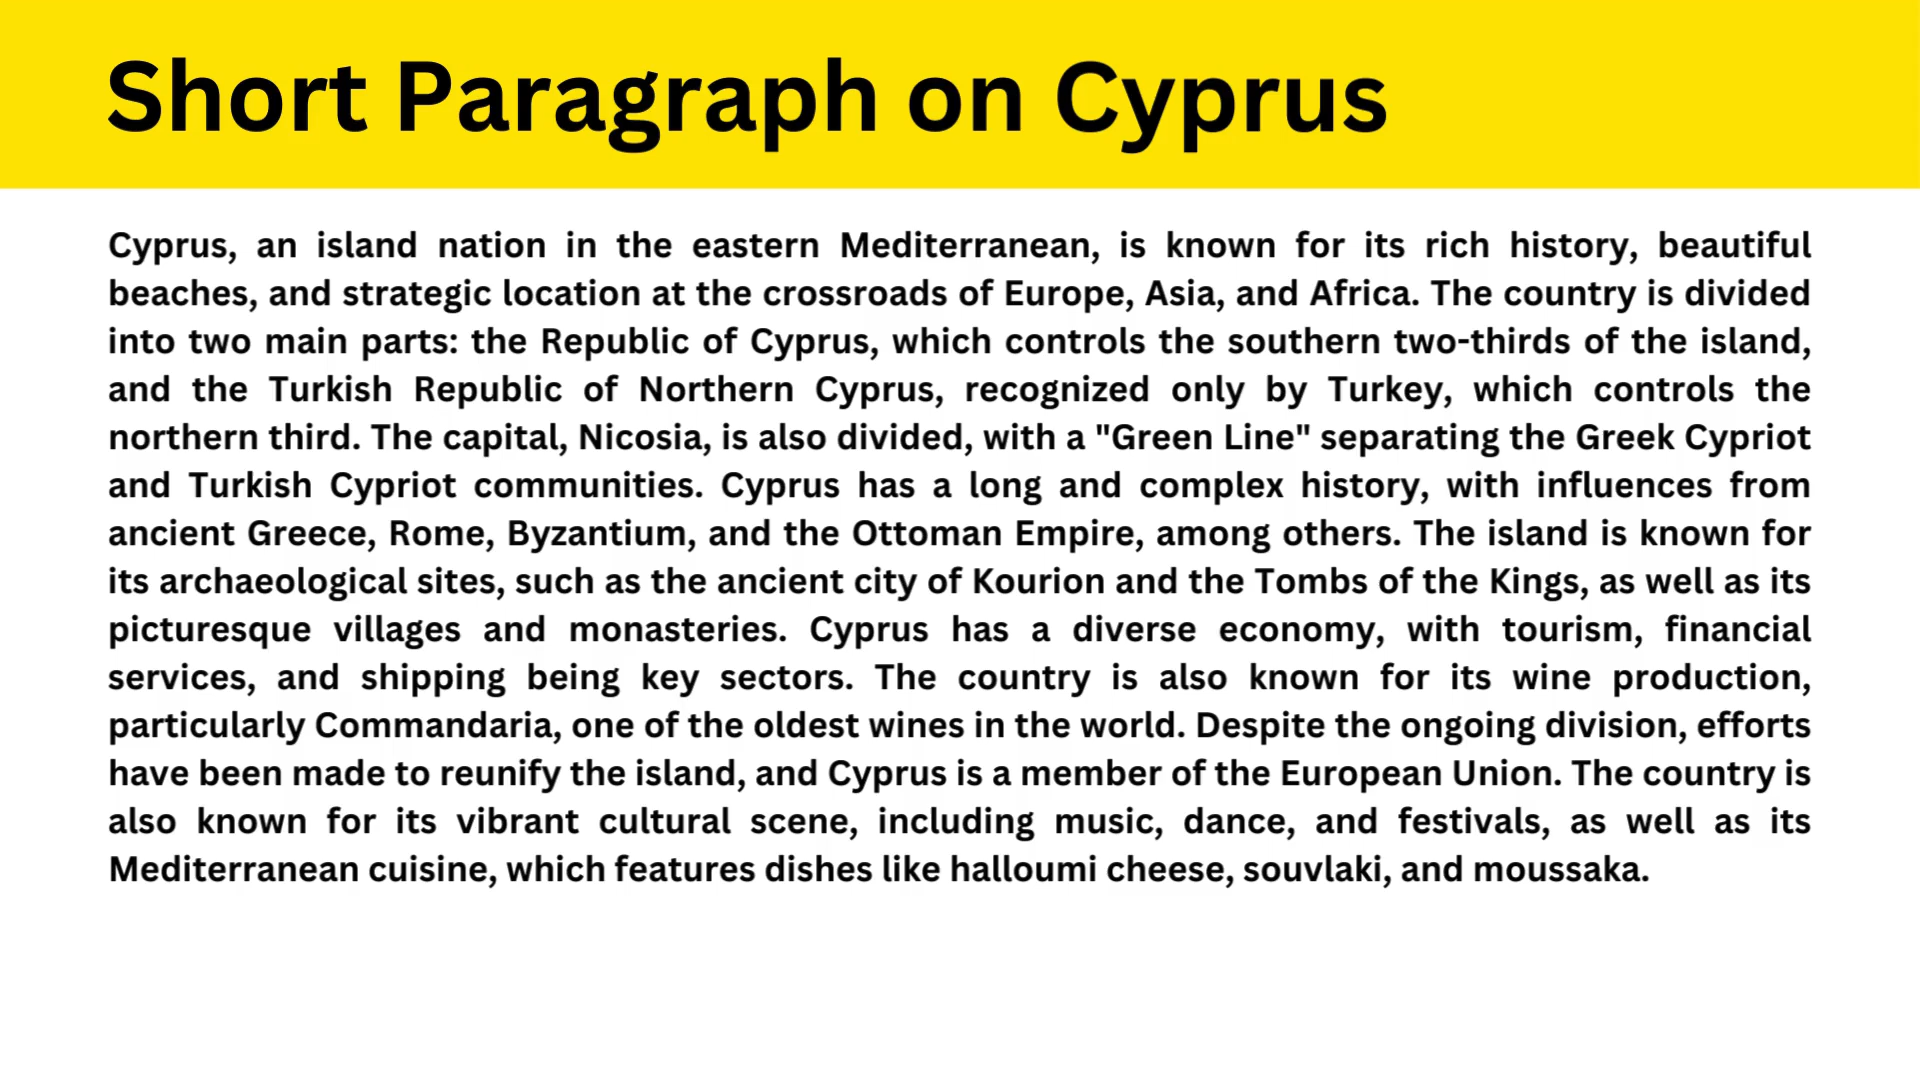 Short Paragraph on Cyprus
Cyprus, an island nation in the eastern Mediterranean, is known for its rich history, beautiful
beaches, and strategic location at the crossroads of Europe, Asia, and Africa. The country is divided
into two main parts: the Republic of Cyprus, which controls the southern two-thirds of the island,
and the Turkish Republic of Northern Cyprus, recognized only by Turkey, which controls the
northern third. The capital, Nicosia, is also divided, with a "Green Line" separating the Greek Cypriot
and Turkish Cypriot communities. Cyprus has a long and complex history, with influences from
ancient Greece, Rome, Byzantium, and the Ottoman Empire, among others. The island is known for
its archaeological sites, such as the ancient city of Kourion and the Tombs of the Kings, as well as its
picturesque villages and monasteries. Cyprus has a diverse economy, with tourism, financial
services, and shipping being key sectors. The country is also known for its wine production,
particularly Commandaria, one of the oldest wines in the world. Despite the ongoing division, efforts
have been made to reunify the island, and Cyprus is a member of the European Union. The country is
also known for its vibrant cultural scene, including music, dance, and festivals, as well as its
Mediterranean cuisine, which features dishes like halloumi cheese, souvlaki, and moussaka.